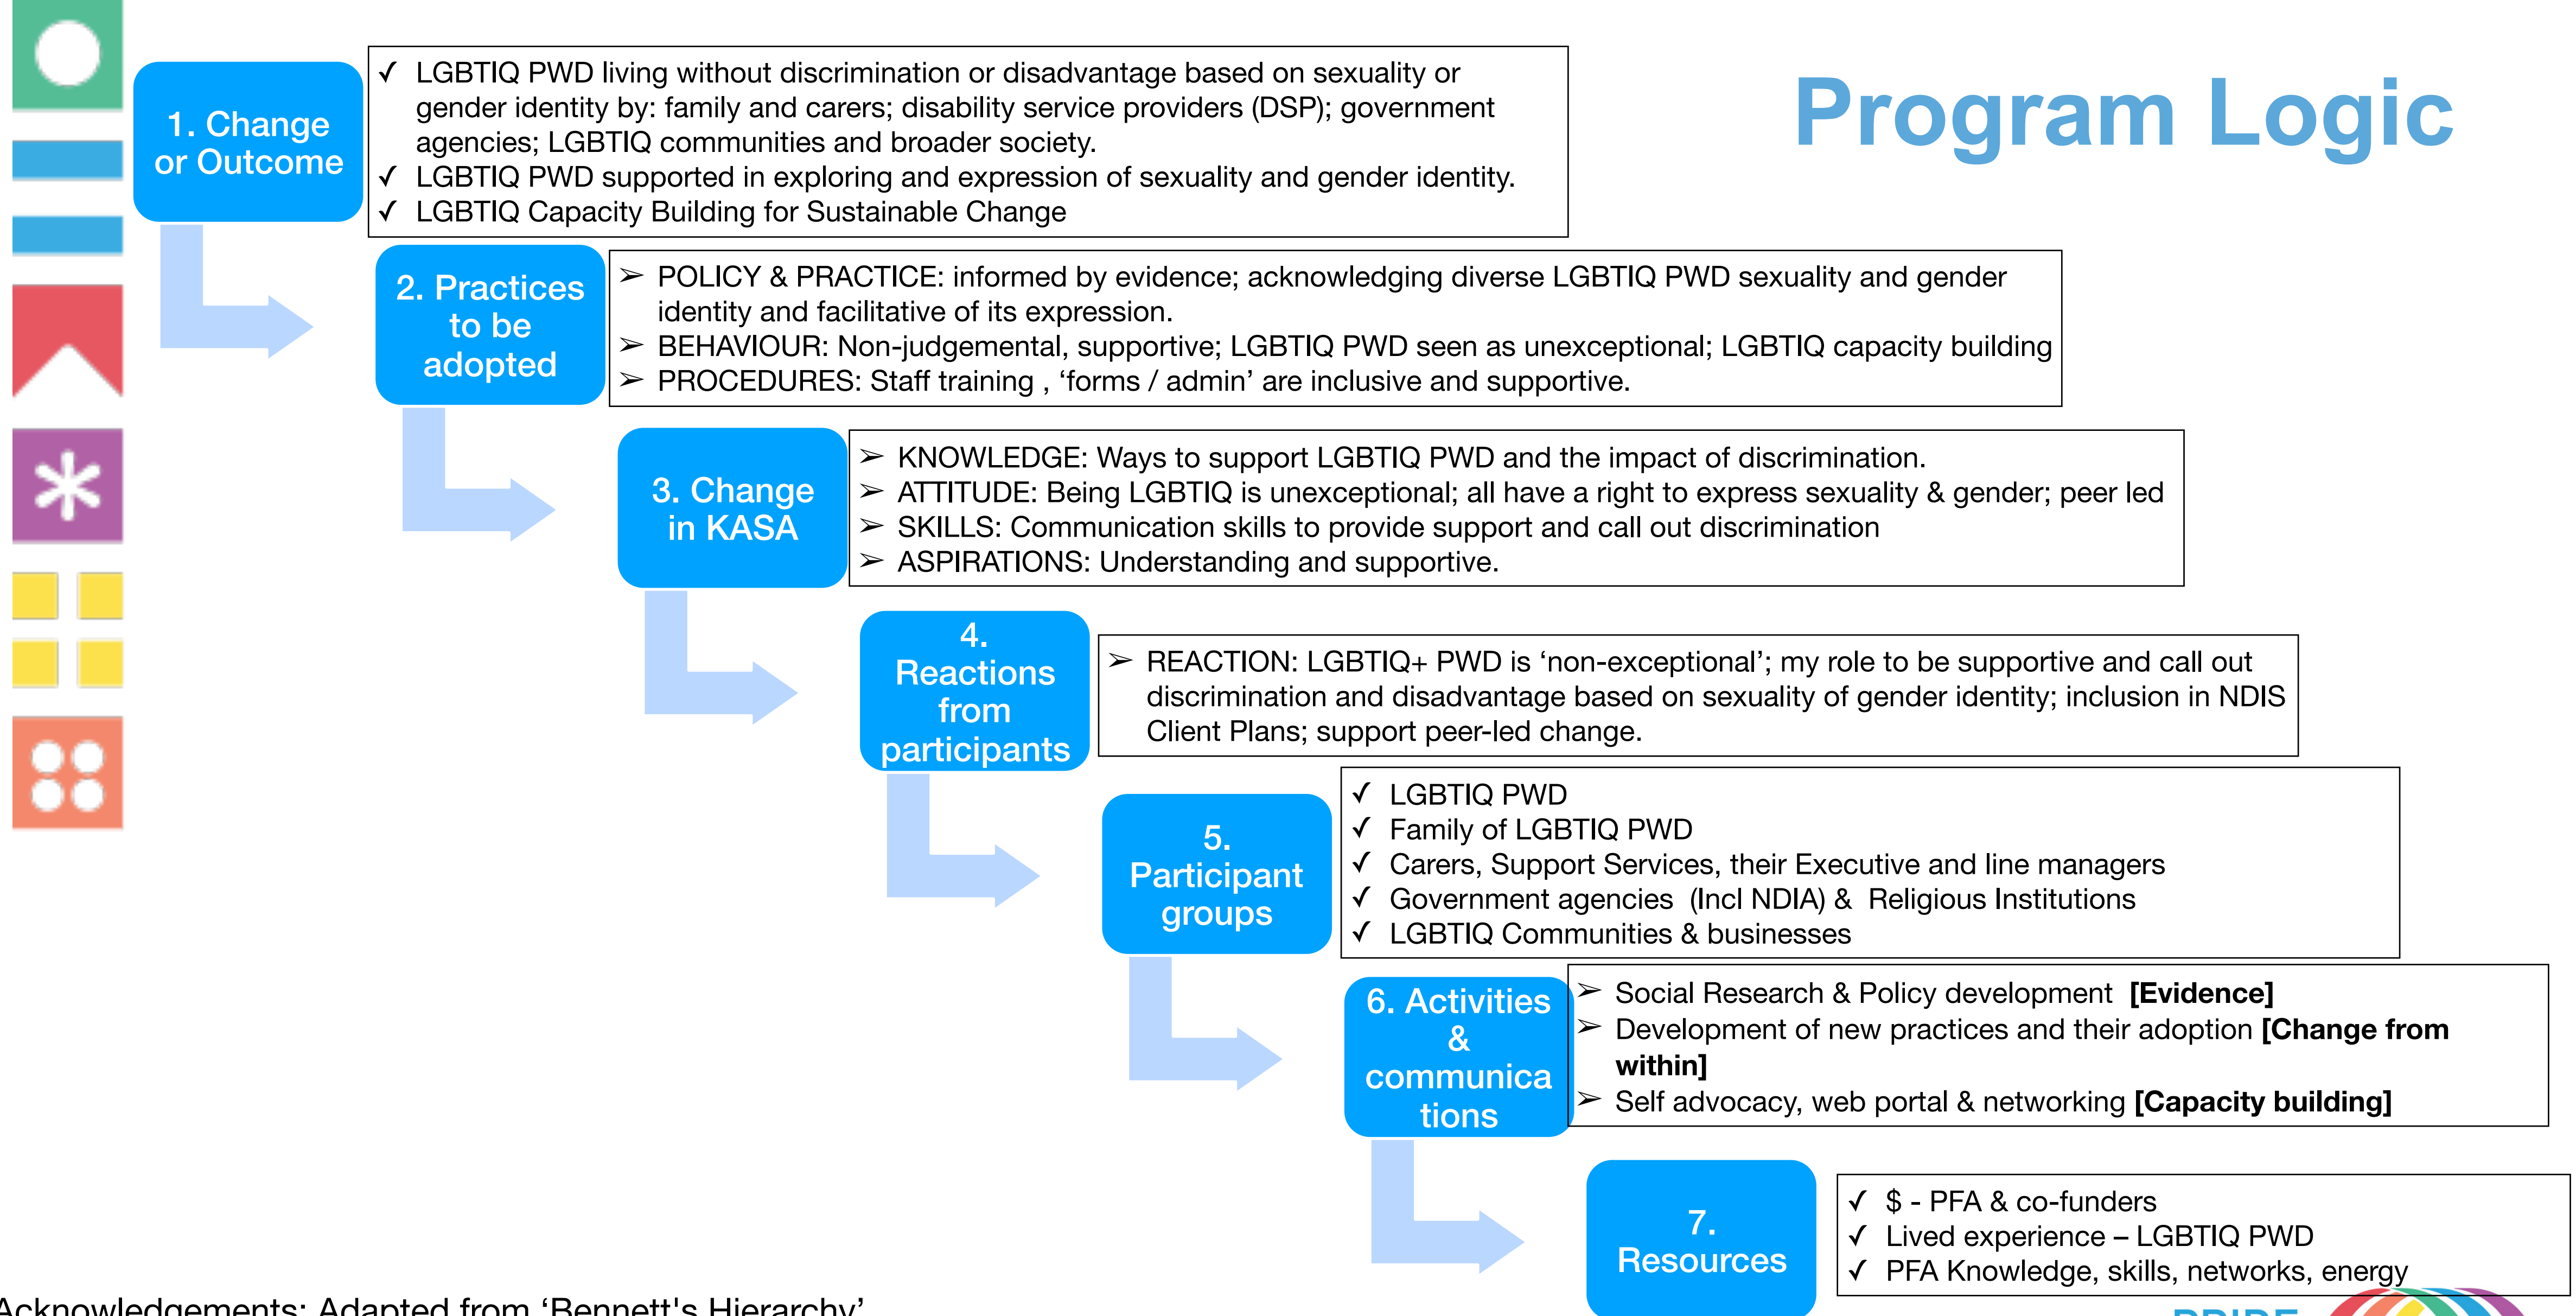 Program Logic
1. Change
or Outcome
✓ LGBTIQ PWD living without discrimination or disadvantage based on sexuality or
gender identity by: family and carers; disability service providers (DSP); government
agencies; LGBTIQ communities and broader society.
✓ LGBTIQ PWD supported in exploring and expression of sexuality and gender identity.
✓ LGBTIQ Capacity Building for Sustainable Change
2. Practices
to be
adopted
➢ POLICY & PRACTICE: informed by evidence; acknowledging diverse LGBTIQ PWD sexuality and gender
identity and facilitative of its expression.
➢ BEHAVIOUR: Non-judgemental, supportive; LGBTIQ PWD seen as unexceptional; LGBTIQ capacity building
➢ PROCEDURES: Staff training , ‘forms / admin’ are inclusive and supportive.
3. Change
in KASA
➢ KNOWLEDGE: Ways to support LGBTIQ PWD and the impact of discrimination.
➢ ATTITUDE: Being LGBTIQ is unexceptional; all have a right to express sexuality & gender; peer led
➢ SKILLS: Communication skills to provide support and call out discrimination
➢ ASPIRATIONS: Understanding and supportive.
4.
Reactions
from
participants
➢ REACTION: LGBTIQ+ PWD is ‘non-exceptional’; my role to be supportive and call out
discrimination and disadvantage based on sexuality of gender identity; inclusion in NDIS
Client Plans; support peer-led change.
5.
Participant
groups
✓ LGBTIQ PWD
✓ Family of LGBTIQ PWD
✓ Carers, Support Services, their Executive and line managers
✓ Government agencies (Incl NDIA) & Religious Institutions
✓ LGBTIQ Communities & businesses
6. Activities
&
communica
tions
➢ Social Research & Policy development [Evidence]
➢ Development of new practices and their adoption [Change from
within]
➢ Self advocacy, web portal & networking [Capacity building]
7.
Resources
✓ $ - PFA & co-funders
✓ Lived experience – LGBTIQ PWD
✓ PFA Knowledge, skills, networks, energy
Acknowledgements: Adapted from ‘Bennett's Hierarchy’
PRIDE